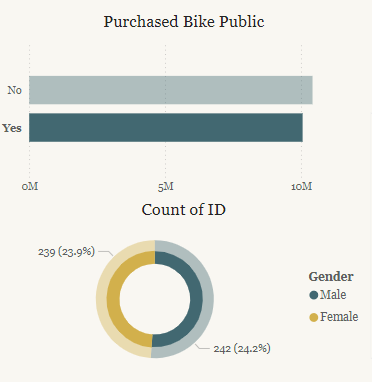 Purchased Bike Public
No
Yes
0M 5M 10M
Count of ID
239 (23.9%)
Gender
Male
Female
242 (24.2%)